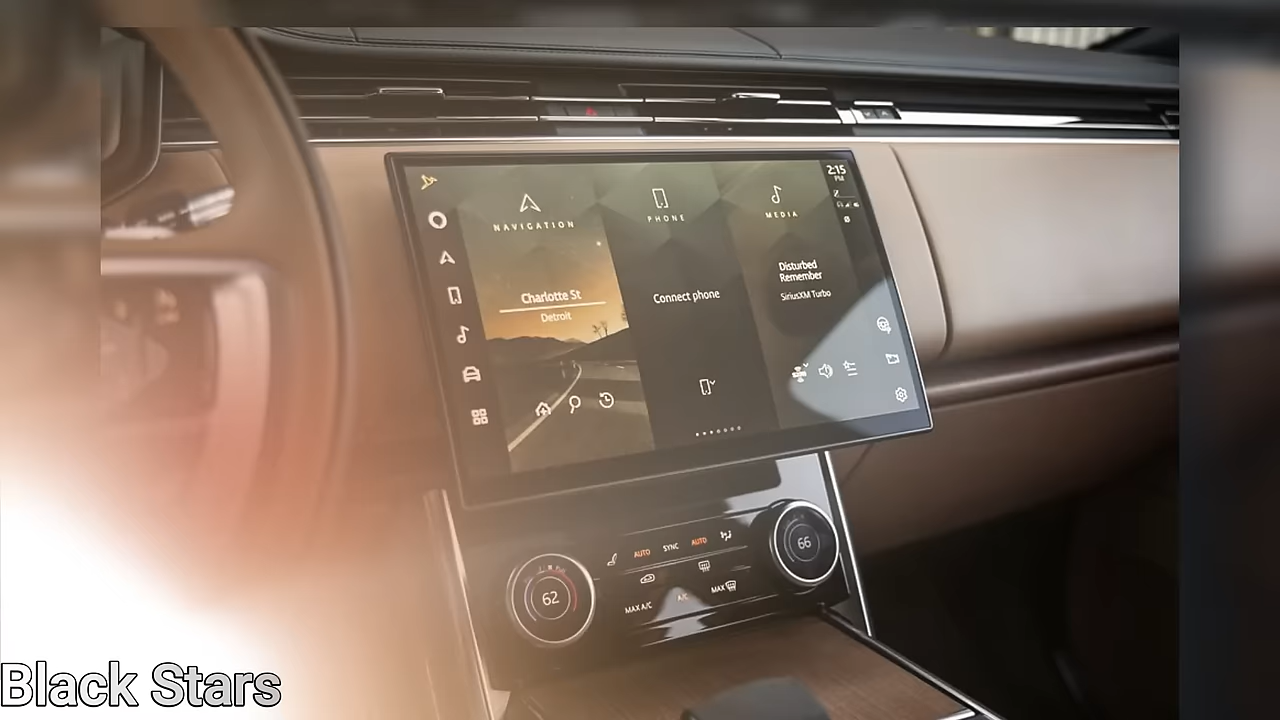 2:15
PM
NAVIGATION
PHONE
MEDIA
Charlotte St
Detroit
Connect phone
Disturbed
Remember
SiriusXM Turbo
62
AUTO
SYNC
AUTO
66
MAX A/C
A/C
MAX
Black Stars